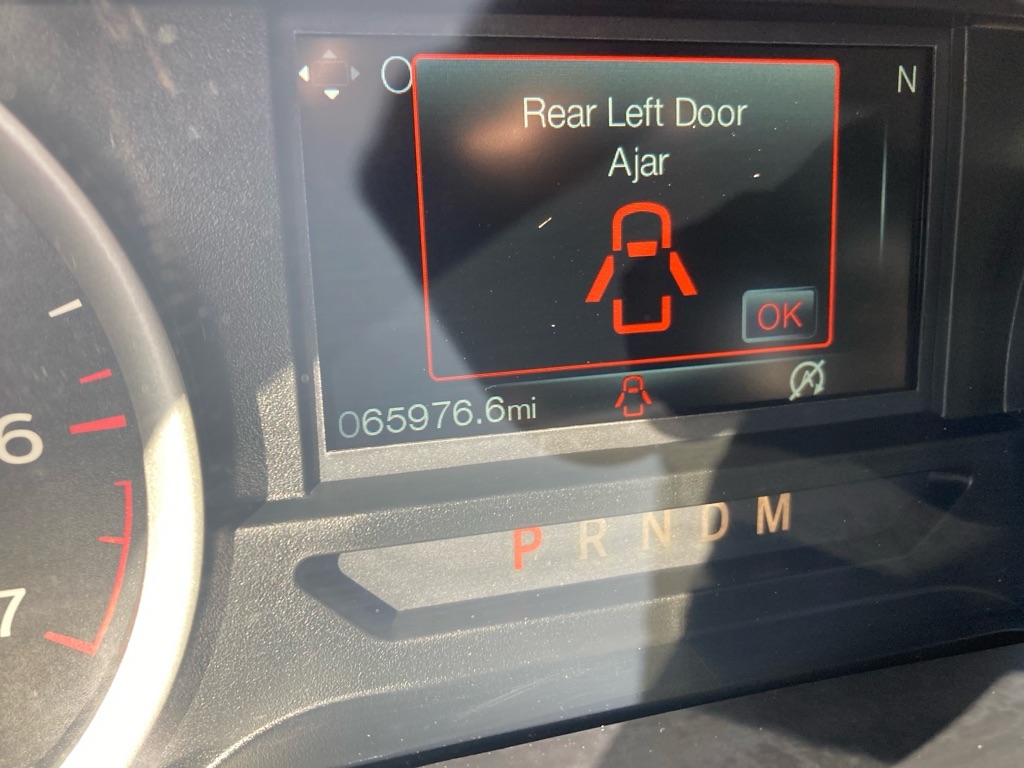 O
N
Rear Left Door
Ajar
OK
065976.6mi
6
P R N D M
7